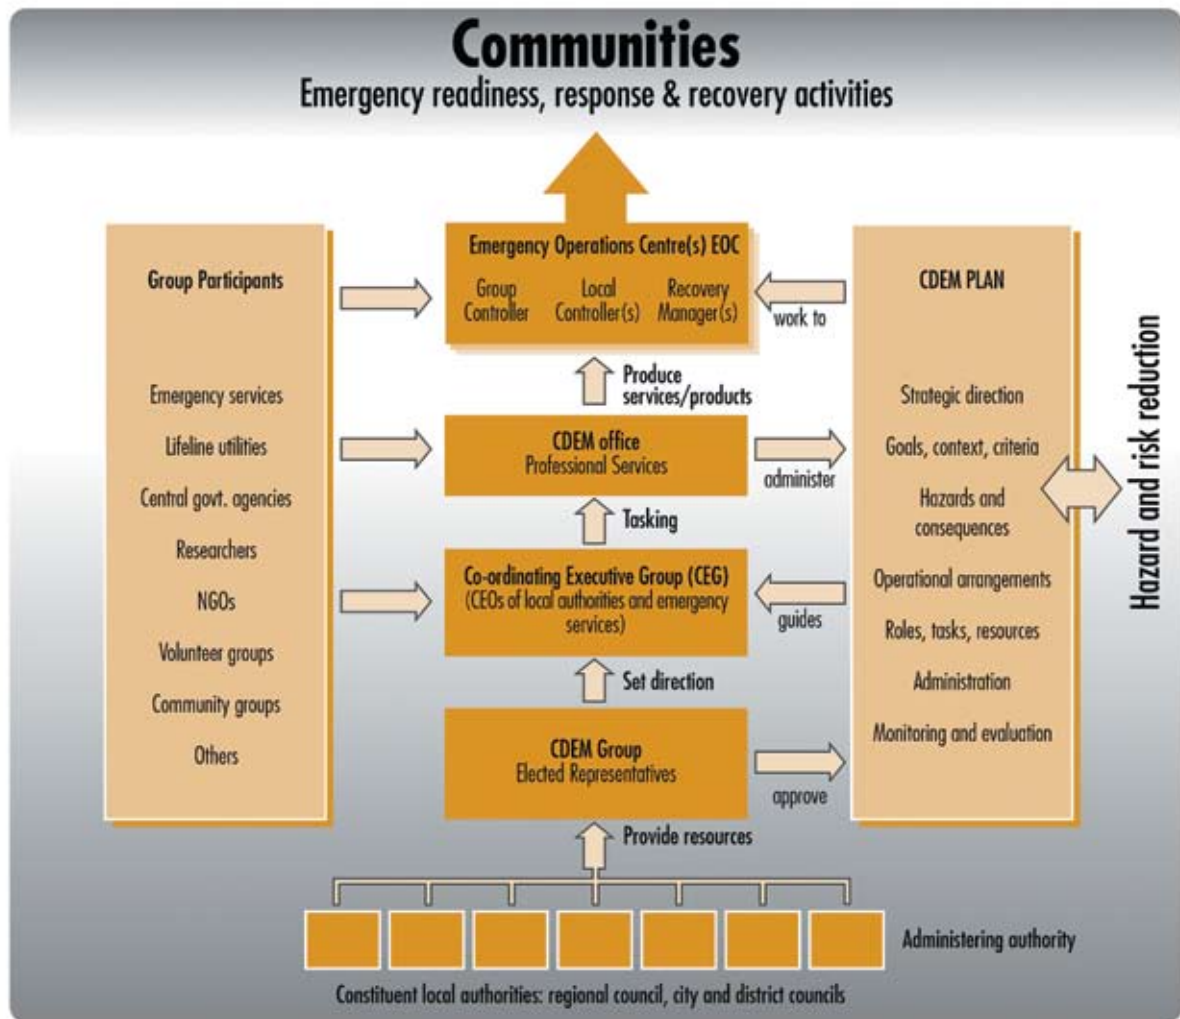 Communities
Emergency readiness, response & recovery activities
Group Participants
Emergency services
Lifeline utilities
Central govt. agencies
Researchers
NGOs
Volunteer groups
Community groups
Others
Emergency Operations Centre(s) EOC
Group
Controller
Local
Controller(s)
Recovery
Manager(s)
Produce
services/products
CDEM office
Professional Services
Tasking
Co-ordinating Executive Group (CEG)
(CEOs of local authorities and emergency
services)
Set direction
CDEM Group
Elected Representatives
Provide resources
work to
administer
guides
approve
CDEM PLAN
Strategic direction
Goals, context, criteria
Hazards and
consequences
Operational arrangements
Roles, tasks, resources
Administration
Monitoring and evaluation
Hazard and risk reduction
Administering authority
Constituent local authorities: regional council, city and district councils